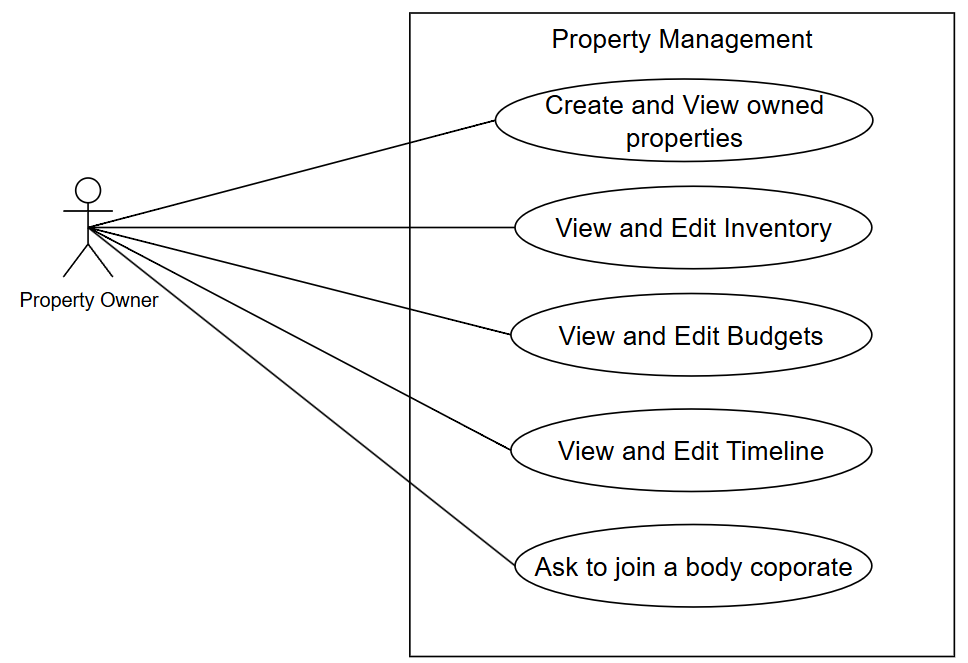 Property Management
Create and View owned
properties
View and Edit Inventory
Property Owner
View and Edit Budgets
View and Edit Timeline
Ask to join a body coporate